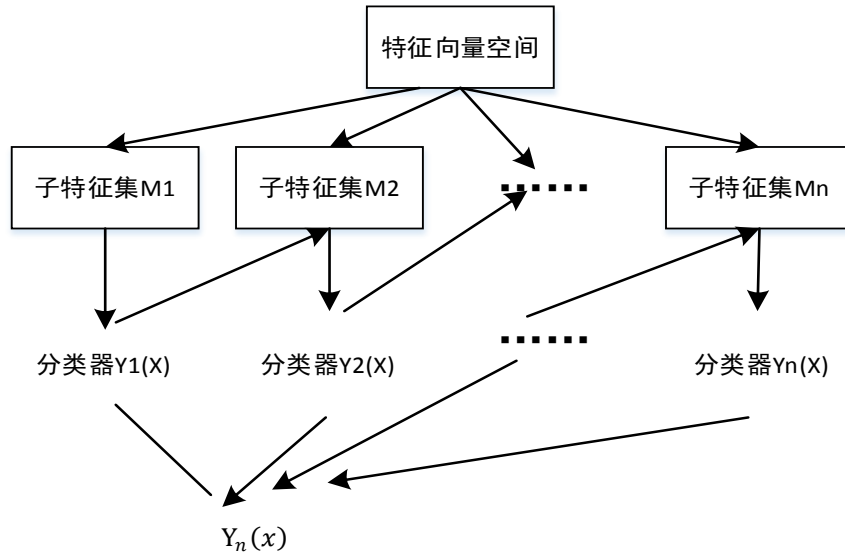 特征向量空间
子特征集M1
子特征集M2
......
子特征集Mn
分类器Y1(X)
分类器Y2(X)
......
分类器Yn(X)
Yₙ(x)